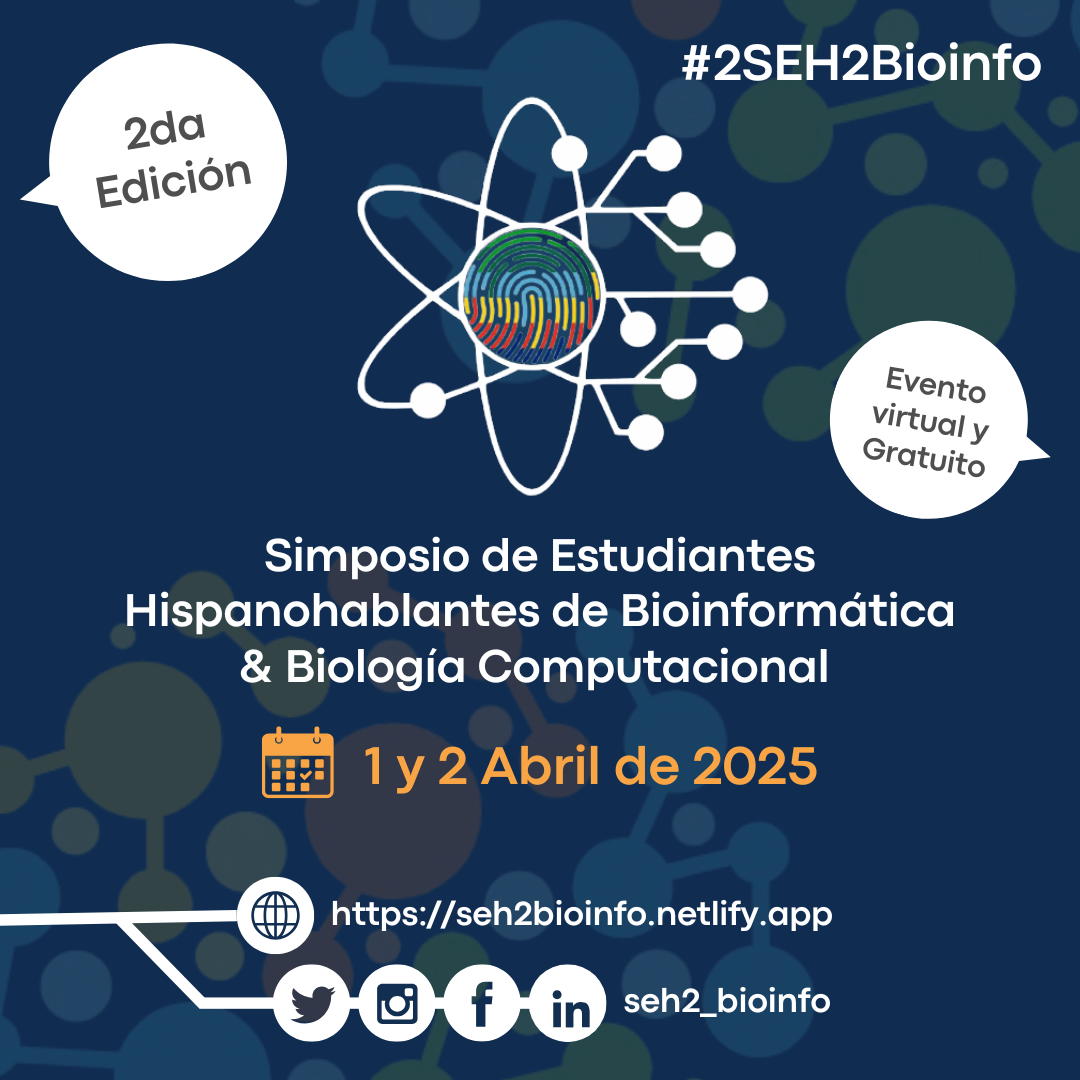 #2SEH2Bioinfo
2da
Edición
Evento
virtual y
Gratuito
Simposio de Estudiantes
Hispanohablantes de Bioinformática
& Biología Computacional
1 y 2 Abril de 2025
https://seh2bioinfo.netlify.app
seh2_bioinfo